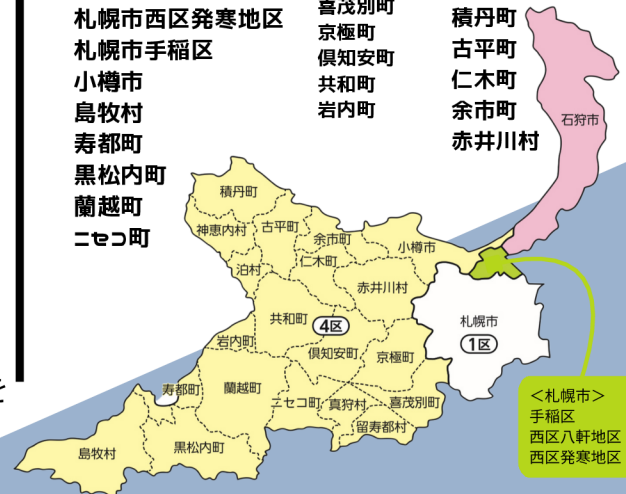 札幌市西区発寒地区
札幌市手稲区
小樽市
島牧村
寿都町
黒松内町
蘭越町
ニセコ町
喜茂別町
京極町
倶知安町
共和町
岩内町
積丹町
古平町
仁木町
余市町
赤井川村
石狩市
積丹町
神恵内村
古平町
余市町
小樽市
泊村
仁木町
赤井川村
共和町
4区
札幌市
1区
岩内町
倶知安町
京極町
寿都町
蘭越町
ニセコ町
真狩村
喜茂別町
留寿都村
島牧村
黒松内町
<札幌市>
手稲区
西区八軒地区
西区発寒地区